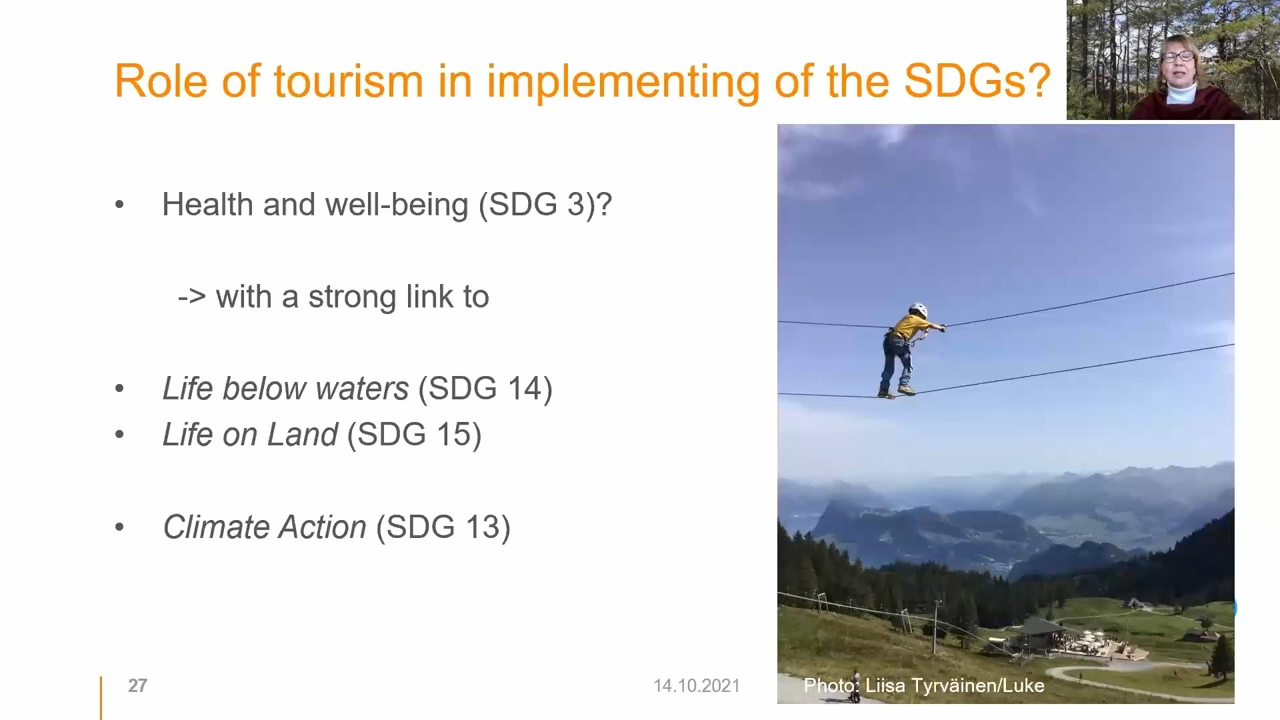 Role of tourism in implementing of the SDGs?
• Health and well-being (SDG 3)?
-> with a strong link to
• Life below waters (SDG 14)
• Life on Land (SDG 15)
• Climate Action (SDG 13)
27
14.10.2021
Photo: Liisa Tyrväinen/Luke